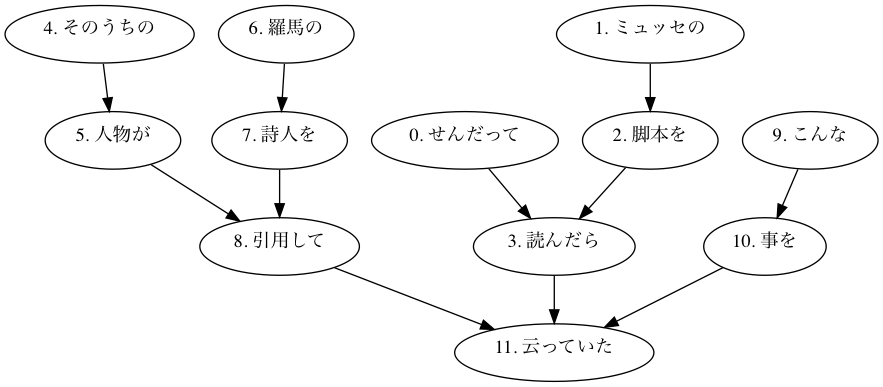 4. そのうちの
6. 羅馬の
1. ミュッセの
5. 人物が
7. 詩人を
0. せんだって
2. 脚本を
9. こんな
8. 引用して
3. 読んだら
10. 事を
11. 云っていた